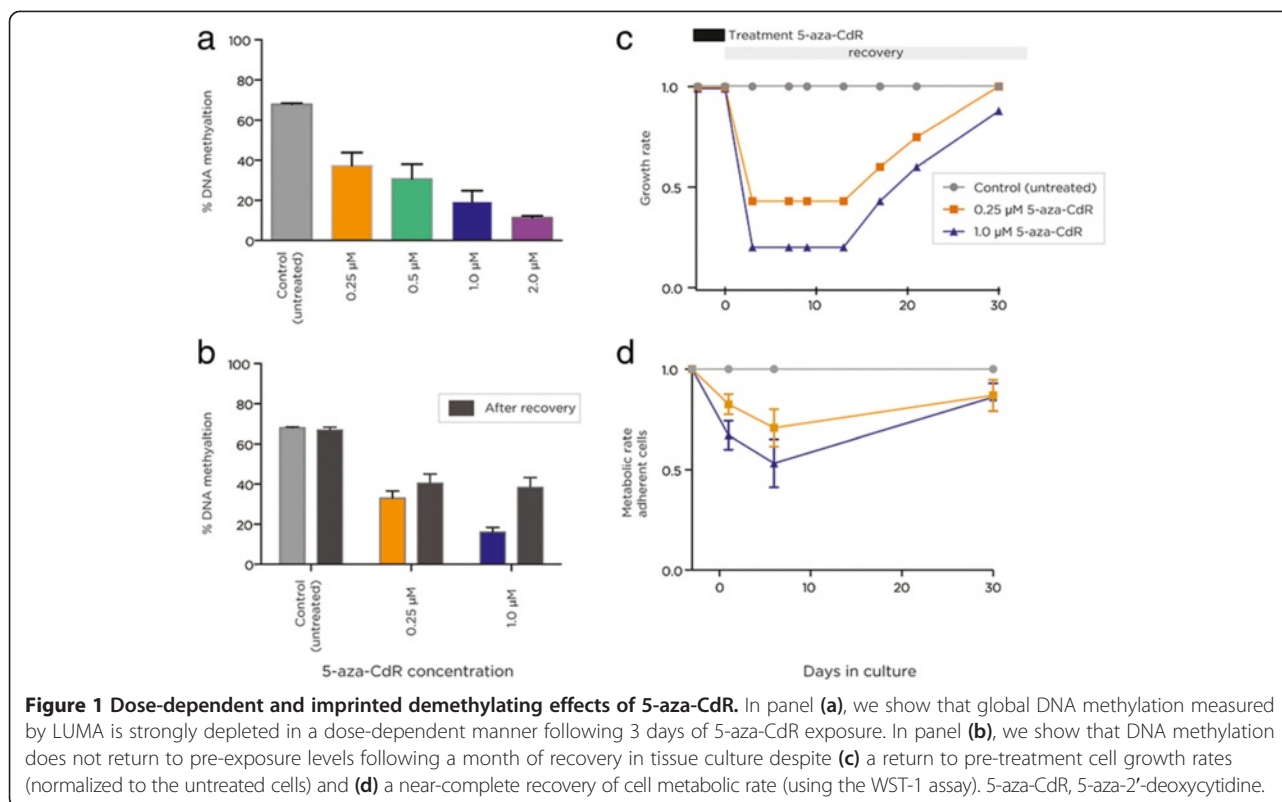 a
100
80
60
40
20
0
% DNA methyaltion
Control
(untreated)
0.25 µM
0.5 µM
1.0 µM
2.0 µM
b
100
80
60
40
20
0
% DNA methyaltion
After recovery
Control
(untreated)
0.25 µM
1.0 µM
5-aza-CdR concentration
c
Treatment 5-aza-CdR
recovery
1.0
0.5
0.0
Growth rate
Control (untreated)
0.25 µM 5-aza-CdR
1.0 µM 5-aza-CdR
0
10
20
30
d
1.0
0.5
0.0
Metabolic rate
adherent cells
0
10
20
30
Days in culture
Figure 1 Dose-dependent and imprinted demethylating effects of 5-aza-CdR. In panel (a), we show that global DNA methylation measured
by LUMA is strongly depleted in a dose-dependent manner following 3 days of 5-aza-CdR exposure. In panel (b), we show that DNA methylation
does not return to pre-exposure levels following a month of recovery in tissue culture despite (c) a return to pre-treatment cell growth rates
(normalized to the untreated cells) and (d) a near-complete recovery of cell metabolic rate (using the WST-1 assay). 5-aza-CdR, 5-aza-2′-deoxycytidine.